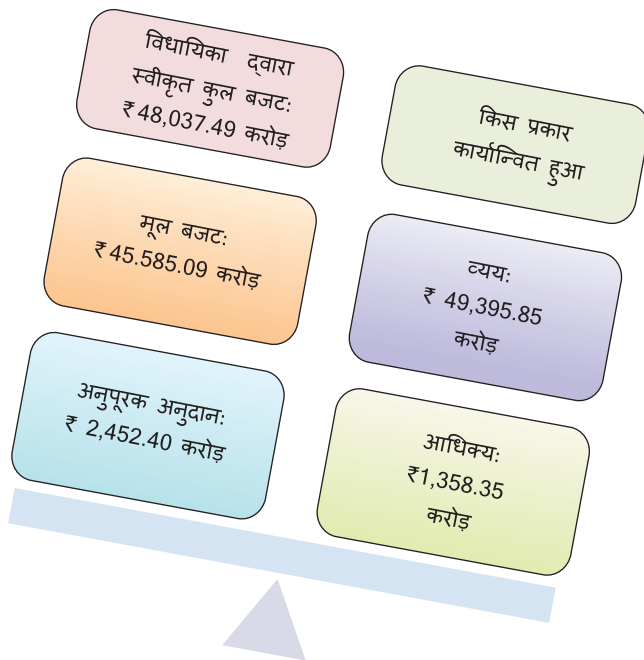 विधायिका द्वारा
स्वीकृत कुल बजट:
₹ 48,037.49 करोड़
मूल बजट:
₹ 45.585.09 करोड़
अनुपूरक अनुदान:
₹ 2,452.40 करोड़
किस प्रकार
कार्यान्वित हुआ
व्यय:
₹ 49,395.85
करोड़
आधिक्य:
₹1,358.35
करोड़